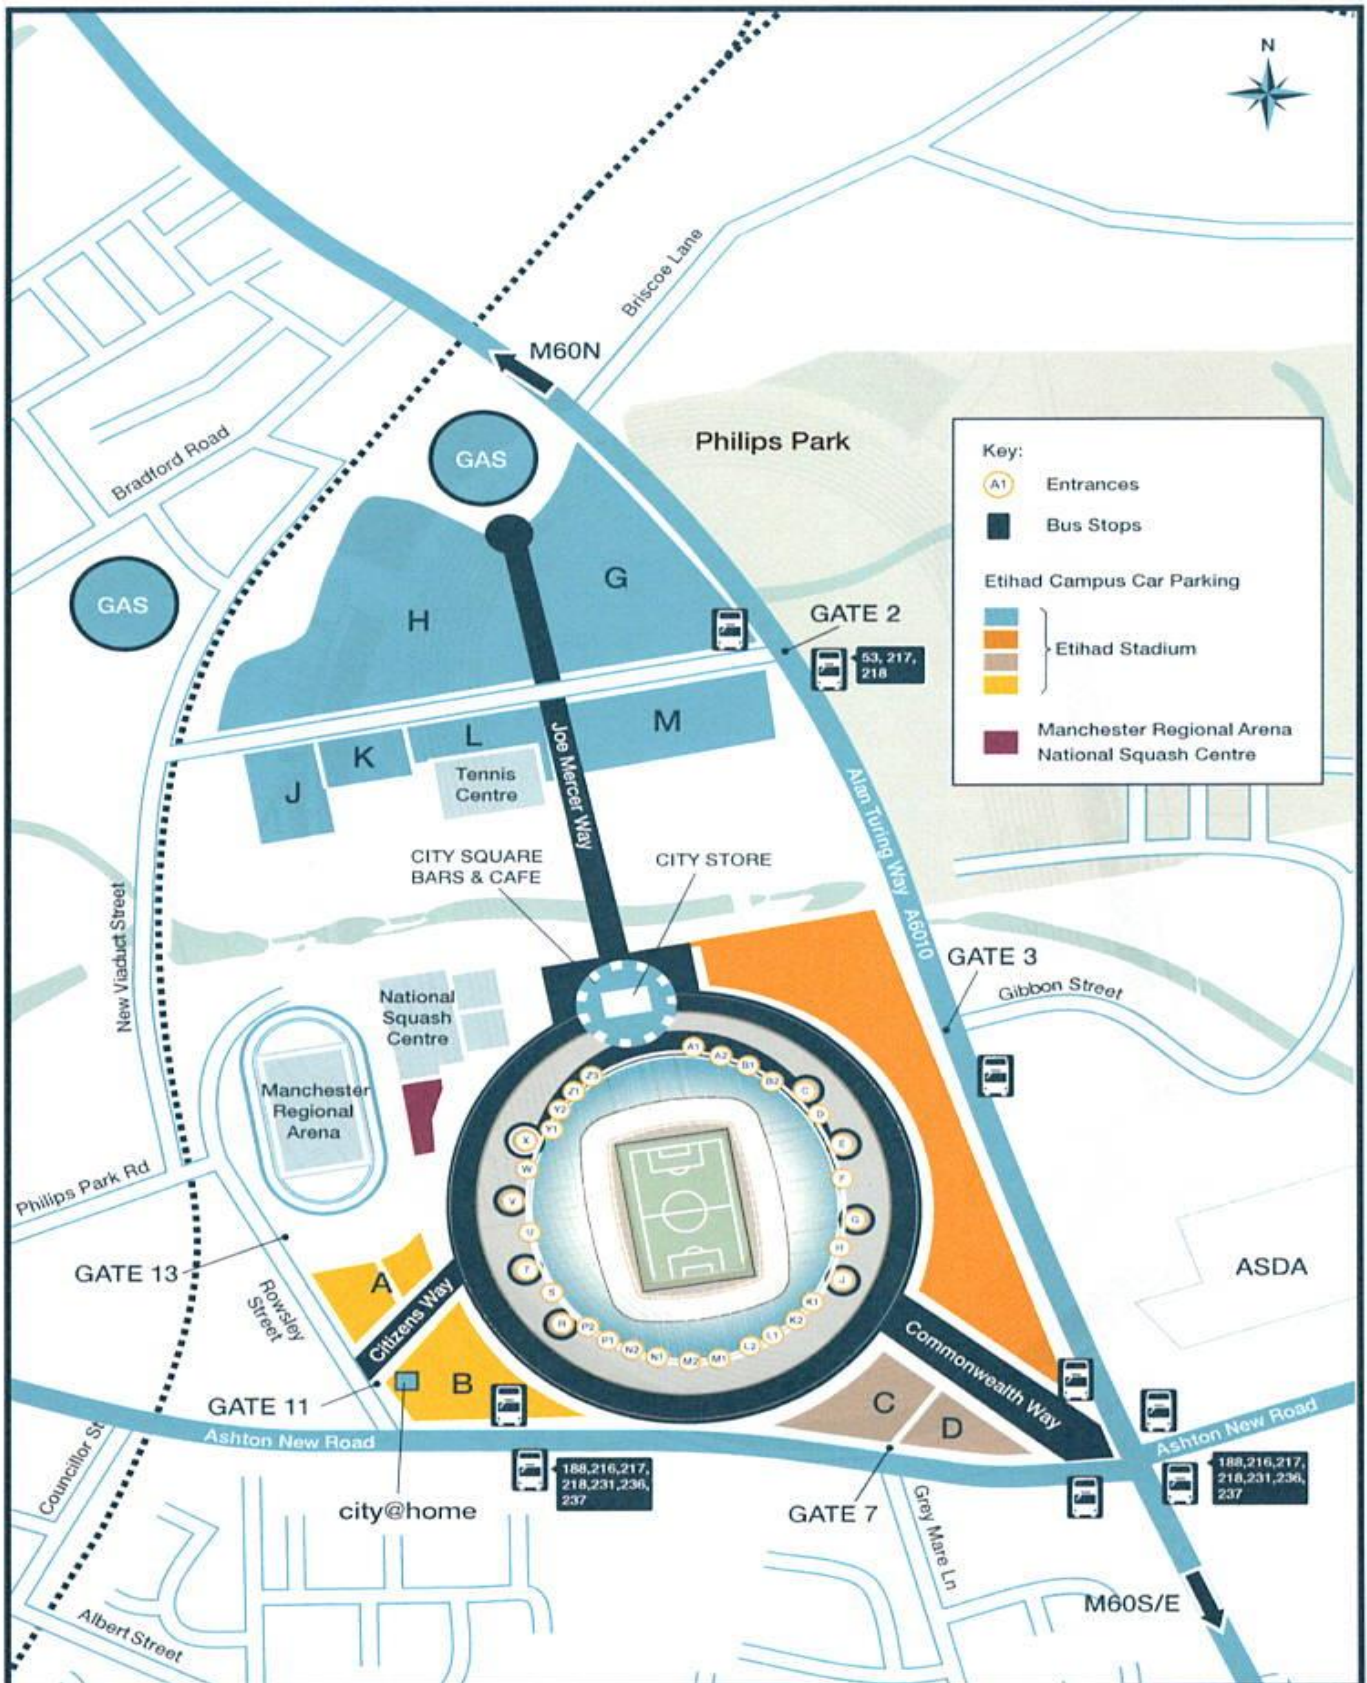 N
Briscoe Lane
M60N
Philips Park
Bradford Road
GAS
GAS
Key:
A1
Entrances
Bus Stops
Etihad Campus Car Parking
Etihad Stadium
Manchester Regional Arena
National Squash Centre
G
H
GATE 2
53, 217,
218
M
L
K
J
Tennis
Centre
Joe Mercer Way
Alan Turing Way A6010
CITY SQUARE
BARS & CAFE
CITY STORE
New Viaduct Street
GATE 3
Gibbon Street
National
Squash
Centre
Manchester
Regional
Arena
A1
A2
B1
B2
C
D
E
F
G
H
J
K1
K2
L1
L2
M1
M2
N1
N2
P1
P2
R
S
T
U
V
W
X
Y1
Y2
Z1
Z3
Philips Park Rd
GATE 13
Rowsley
Street
A
Citizens Way
B
ASDA
Commonwealth Way
C
D
GATE 11
Ashton New Road
Ashton New Road
Councillor St
city@home
188,216,217,
218,231,236,
237
GATE 7
Grey Mare Ln
188,216,217,
218,231,236,
237
M60S/E
Albert Street